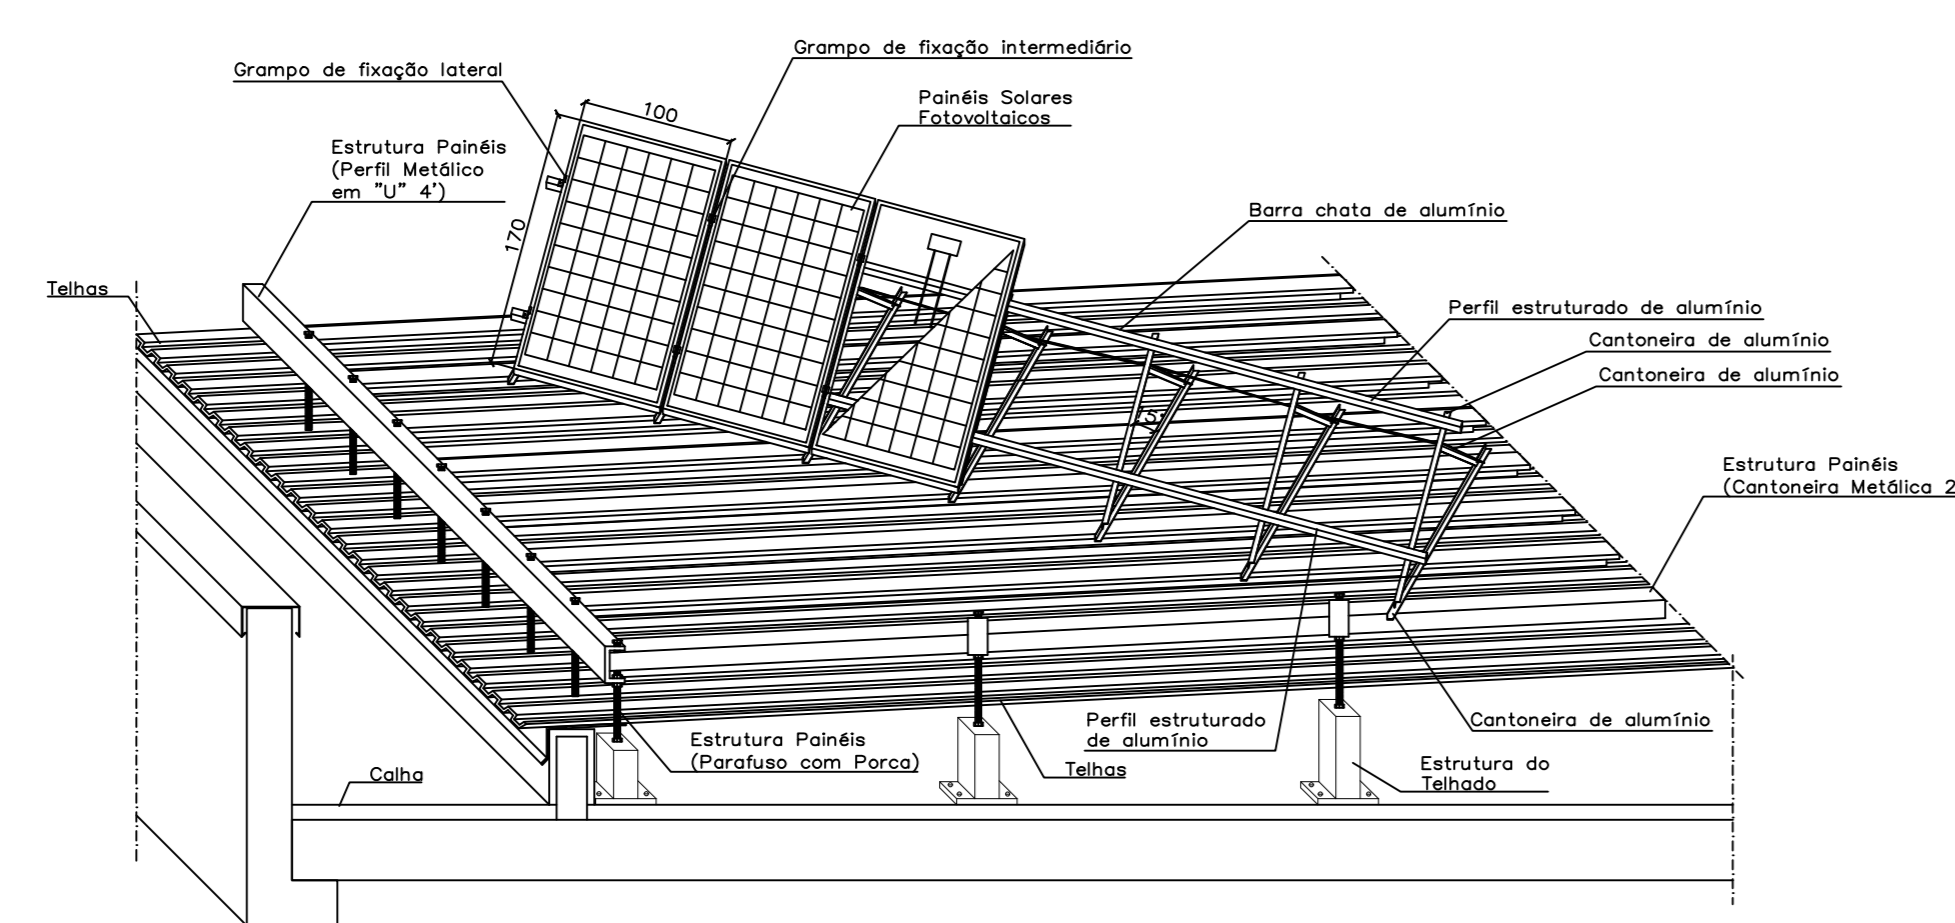 Grampo de fixação intermediário
Grampo de fixação lateral
Painéis Solares
Fotovoltaicos
100
Estrutura Painéis
(Perfil Metálico
em "U" 4')
170
Barra chata de alumínio
Telhas
Perfil estruturado de alumínio
Cantoneira de alumínio
Cantoneira de alumínio
Estrutura Painéis
(Cantoneira Metálica 2
Perfil estruturado
de alumínio
Cantoneira de alumínio
Estrutura Painéis
(Parafuso com Porca)
Telhas
Estrutura do
Telhado
Calha